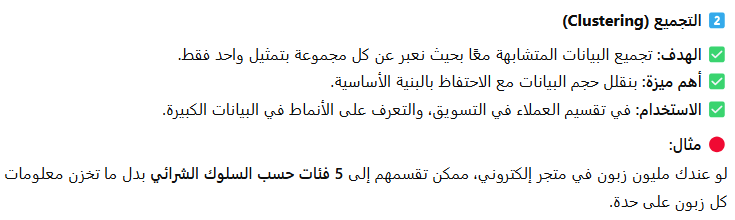 2️⃣ التجميع (Clustering)
✅ الهدف: تجميع البيانات المتشابهة معًا بحيث نعبر عن كل مجموعة بتمثيل واحد فقط.
✅ أهم ميزة: بنقلل حجم البيانات مع الاحتفاظ بالبنية الأساسية.
✅ الاستخدام: في تقسيم العملاء في التسويق، والتعرف على الأنماط في البيانات الكبيرة.
🔴 مثال:
لو عندك مليون زبون في متجر إلكتروني، ممكن تقسمهم إلى 5 فئات حسب السلوك الشرائي بدل ما تخزن معلومات
كل زبون على حدة.